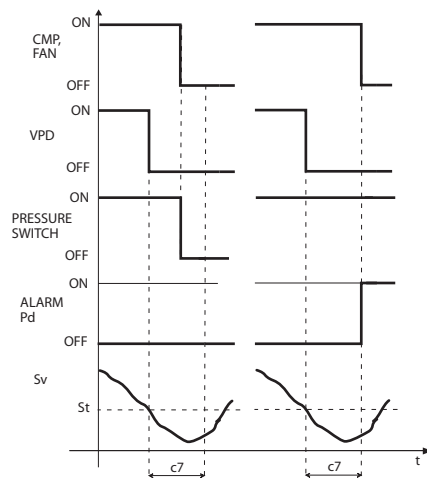 ON
CMP,
FAN
OFF
ON
VPD
OFF
ON
PRESSURE
SWITCH
OFF
ON
ALARM
Pd
OFF
Sv
St
t
c7
c7